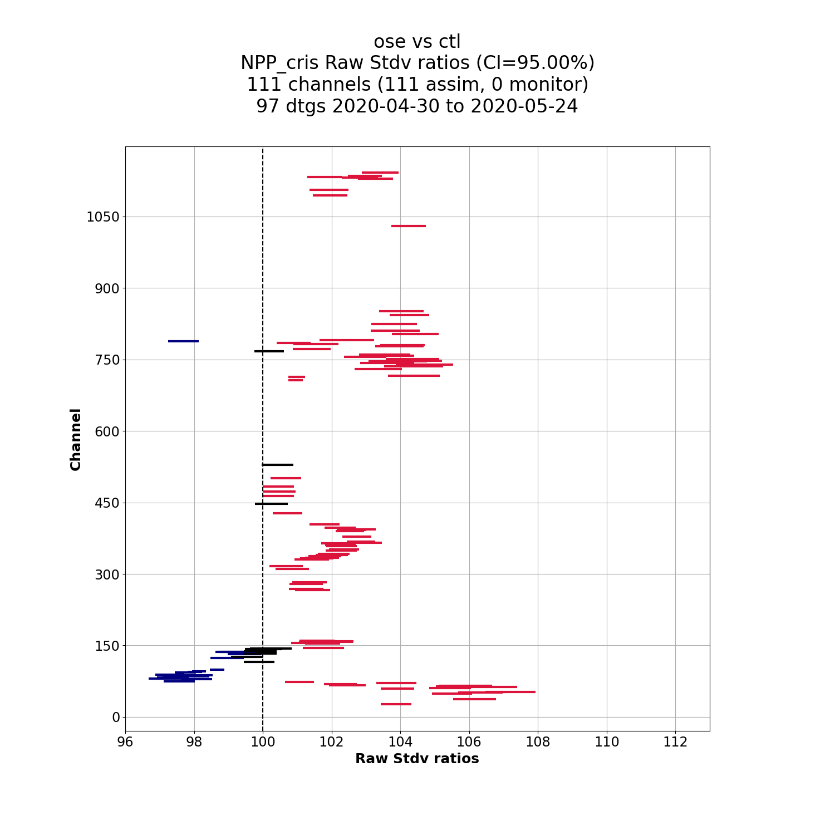 ose vs ctl
NPP_cris Raw Stdv ratios (CI=95.00%)
111 channels (111 assim, 0 monitor)
97 dtgs 2020-04-30 to 2020-05-24
1050
900
750
600
450
300
150
0
Channel
96 98 100 102 104 106 108 110 112
Raw Stdv ratios